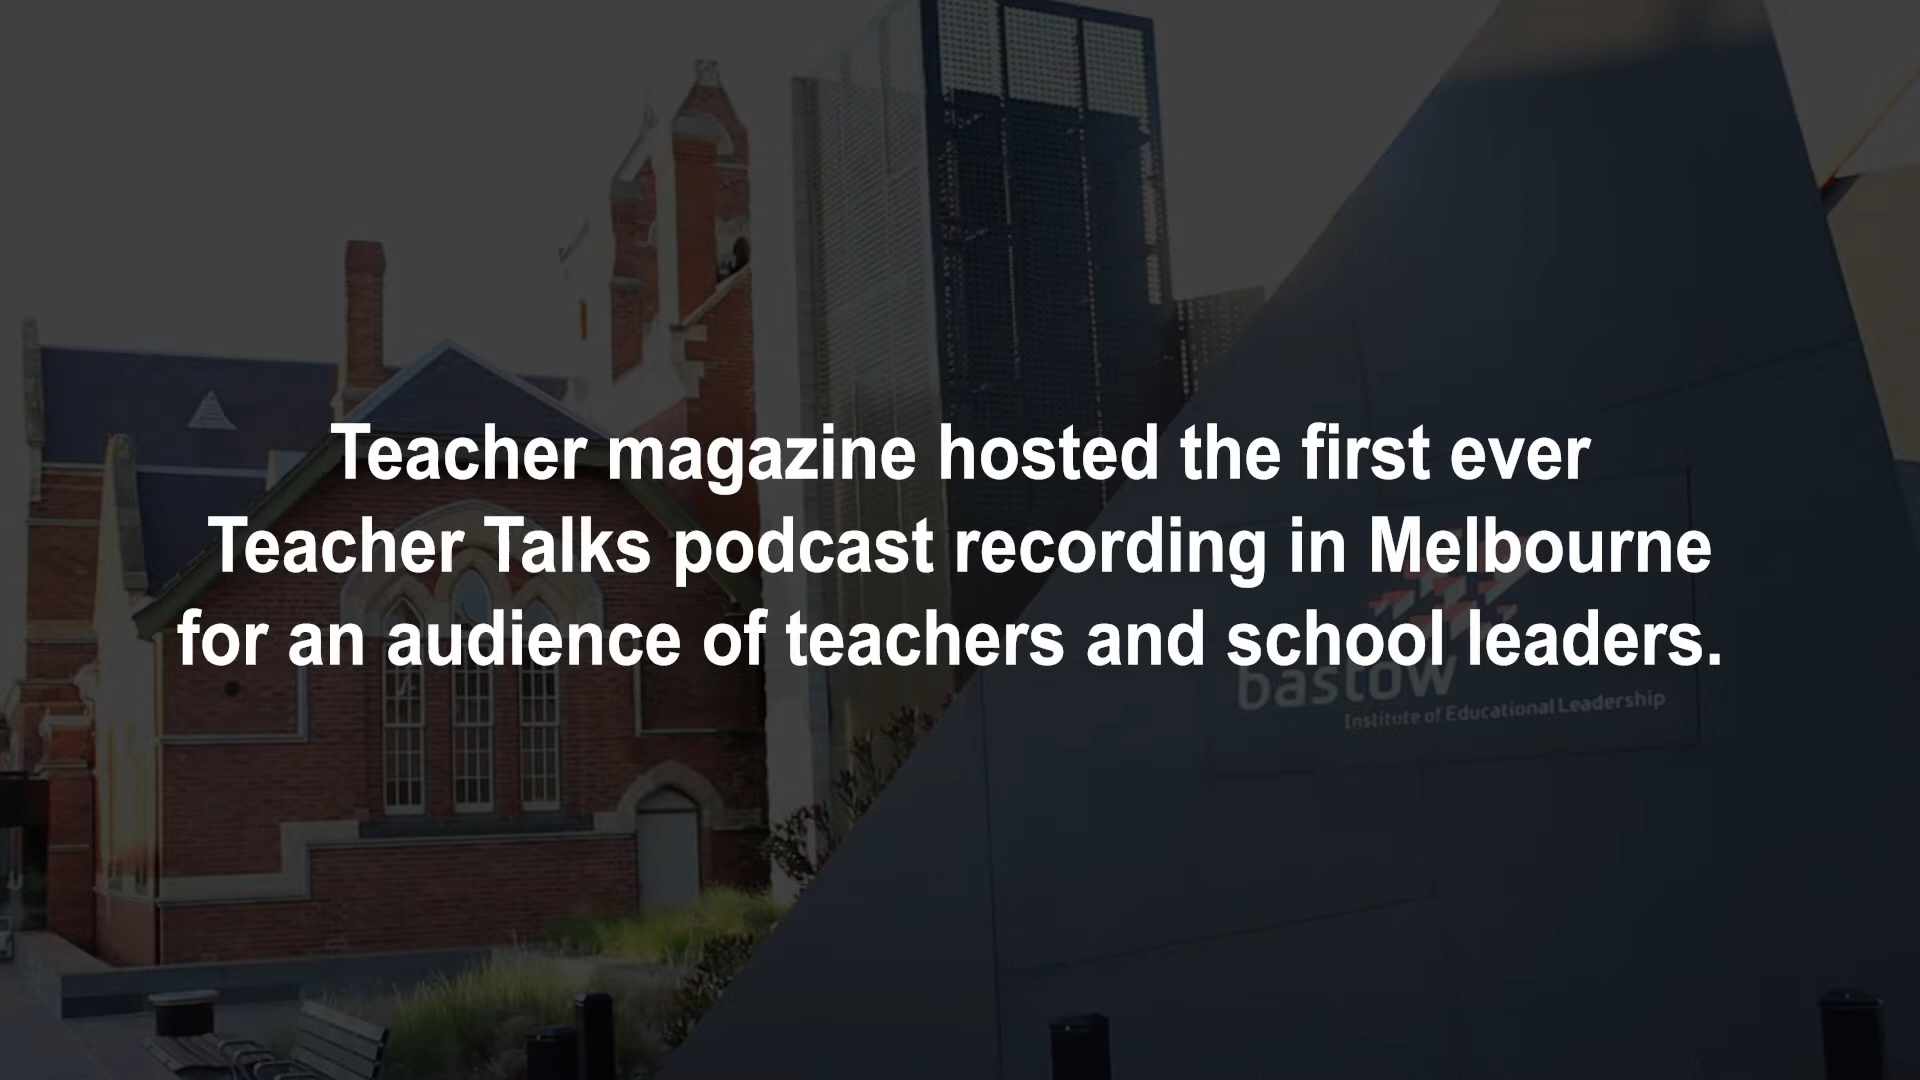 Teacher magazine hosted the first ever
Teacher Talks podcast recording in Melbourne
for an audience of teachers and school leaders.
bastow
Institute of Educational Leadership